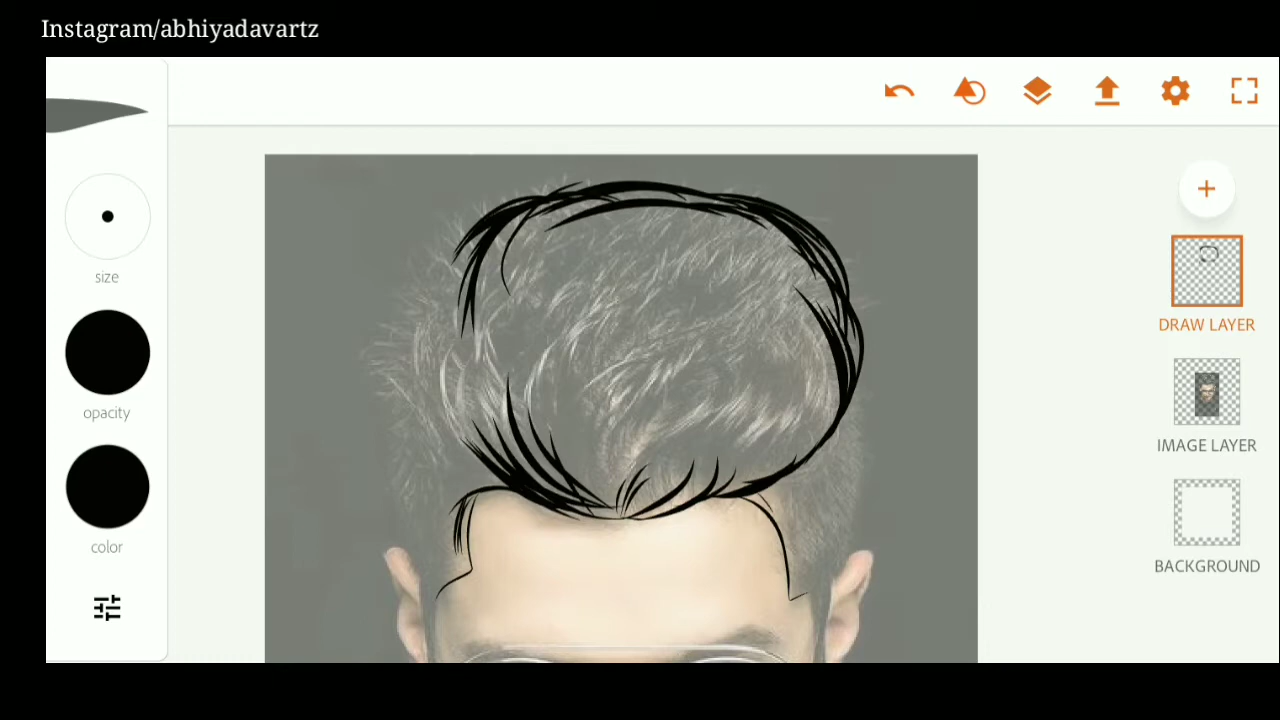 Instagram/abhiyadavartz
size
opacity
color
DRAW LAYER
IMAGE LAYER
BACKGROUND